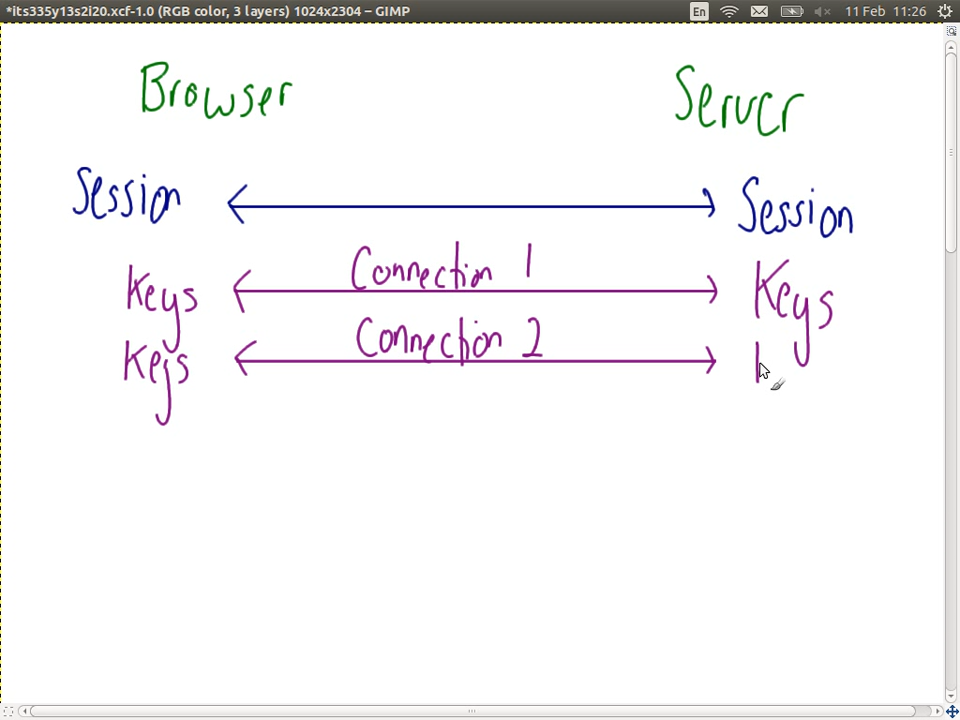 *its335y13s2i20.xcf-1.0 (RGB color, 3 layers) 1024x2304 – GIMP En 11 Feb 11:26
Browser Server
Session Session
Keys Connection 1 Keys
Keys Connection 2